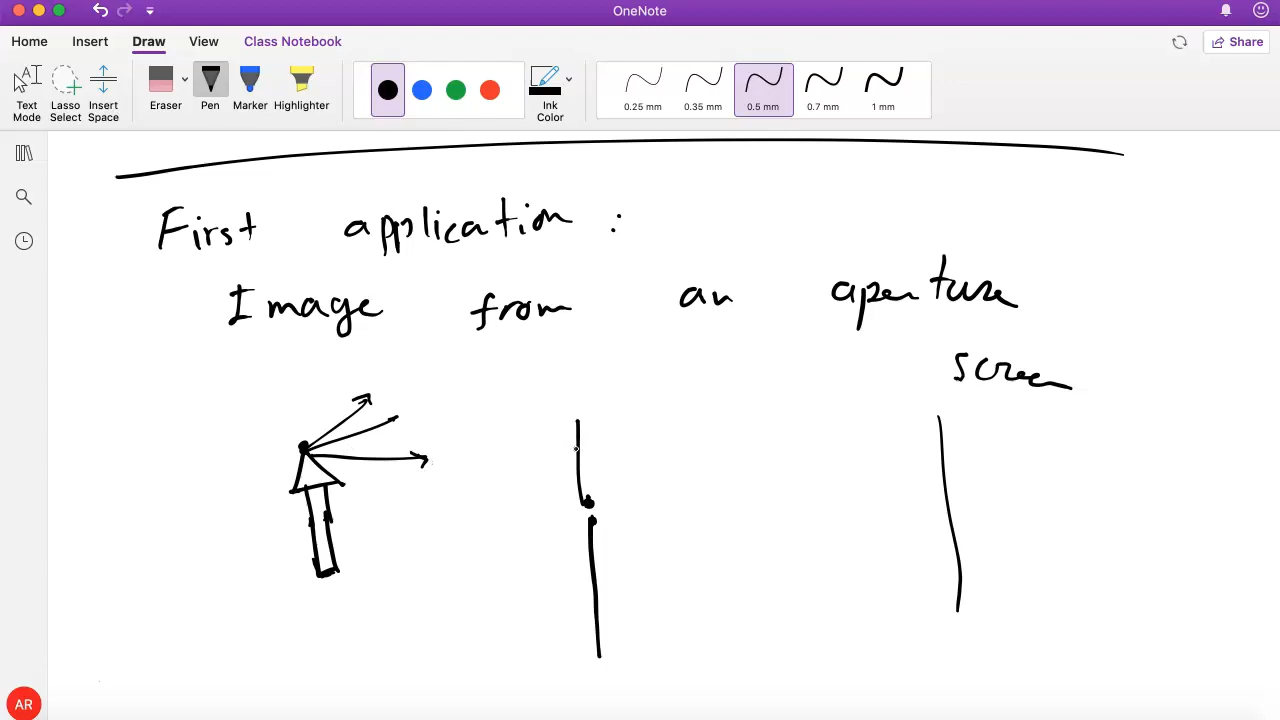 OneNote
Home Insert Draw View Class Notebook
Share
Text Mode
Lasso Select
Insert Space
Eraser
Pen
Marker
Highlighter
Ink Color
0.25 mm
0.35 mm
0.5 mm
0.7 mm
1 mm
First application :
Image from an aperture
screen
AR